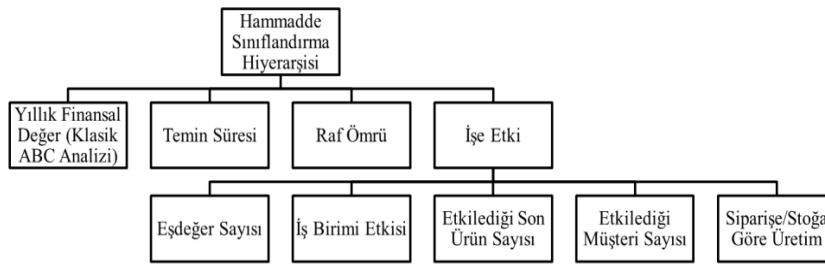 Hammadde
Sınıflandırma
Hiyerarşisi
Yıllık Finansal
Değer (Klasik
ABC Analizi)
Temin Süresi
Raf Ömrü
İşe Etki
Eşdeğer Sayısı
İş Birimi Etkisi
Etkilediği Son
Ürün Sayısı
Etkilediği
Müşteri Sayısı
Siparişe/Stoğa
Göre Üretim